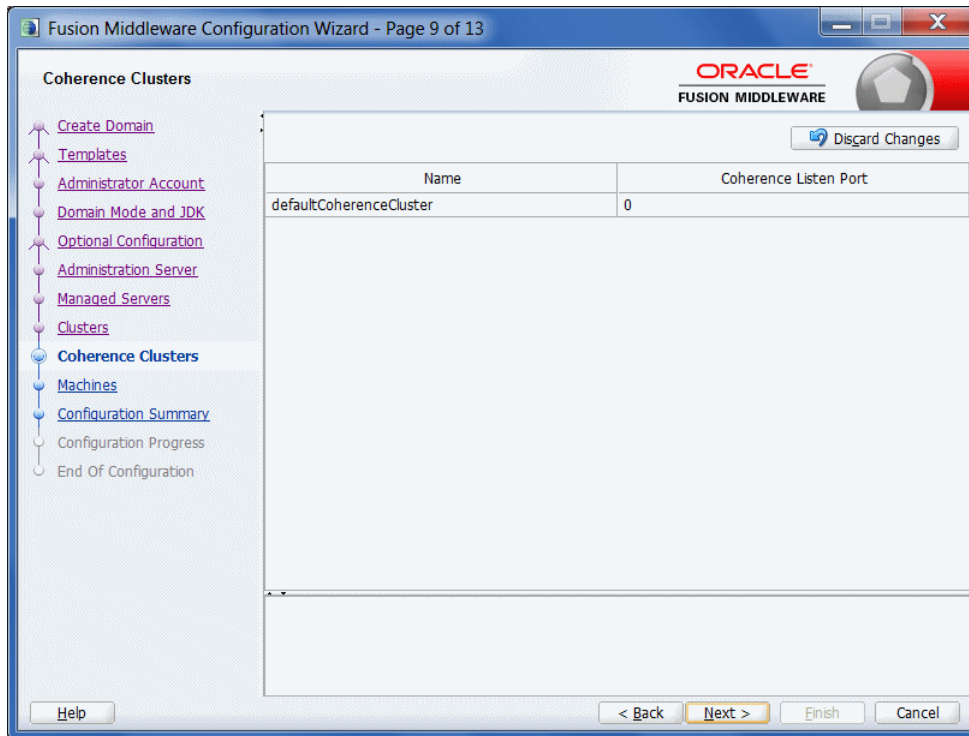 Fusion Middleware Configuration Wizard - Page 9 of 13
Coherence Clusters
ORACLE
FUSION MIDDLEWARE
Create Domain
Templates
Administrator Account
Domain Mode and JDK
Optional Configuration
Administration Server
Managed Servers
Clusters
Coherence Clusters
Machines
Configuration Summary
Configuration Progress
End Of Configuration
Discard Changes
Name Coherence Listen Port
defaultCoherenceCluster 0
Help < Back Next > Finish Cancel